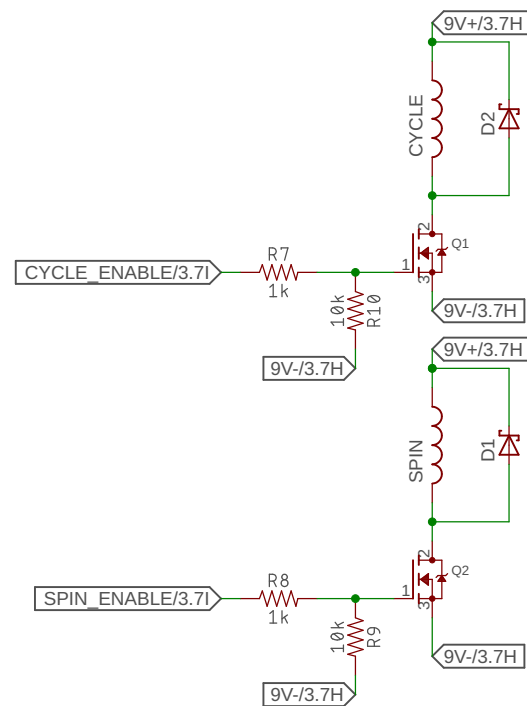 9V+/3.7H
CYCLE
D2
2
Q1
R7
CYCLE_ENABLE/3.7I
1
1k
3
10k
R10
9V-/3.7H
9V-/3.7H
9V+/3.7H
SPIN
D1
2
Q2
R8
SPIN_ENABLE/3.7I
1
1k
3
10k
R9
9V-/3.7H
9V-/3.7H